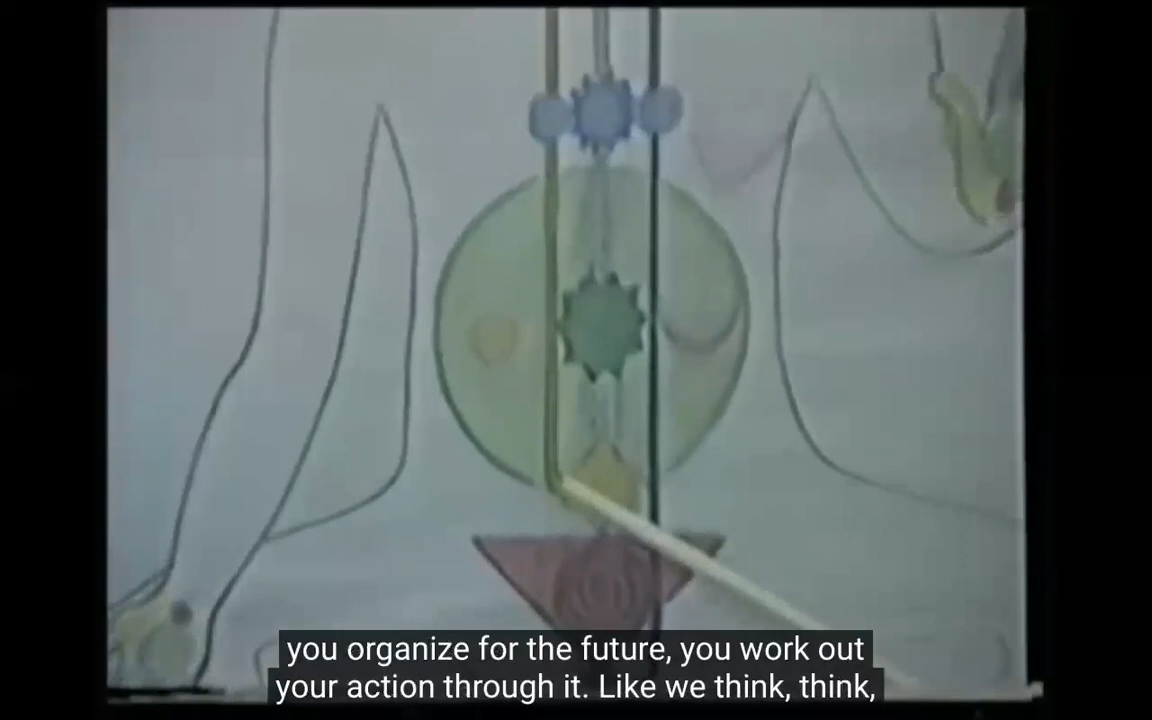 you organize for the future, you work out
your action through it. Like we think, think,